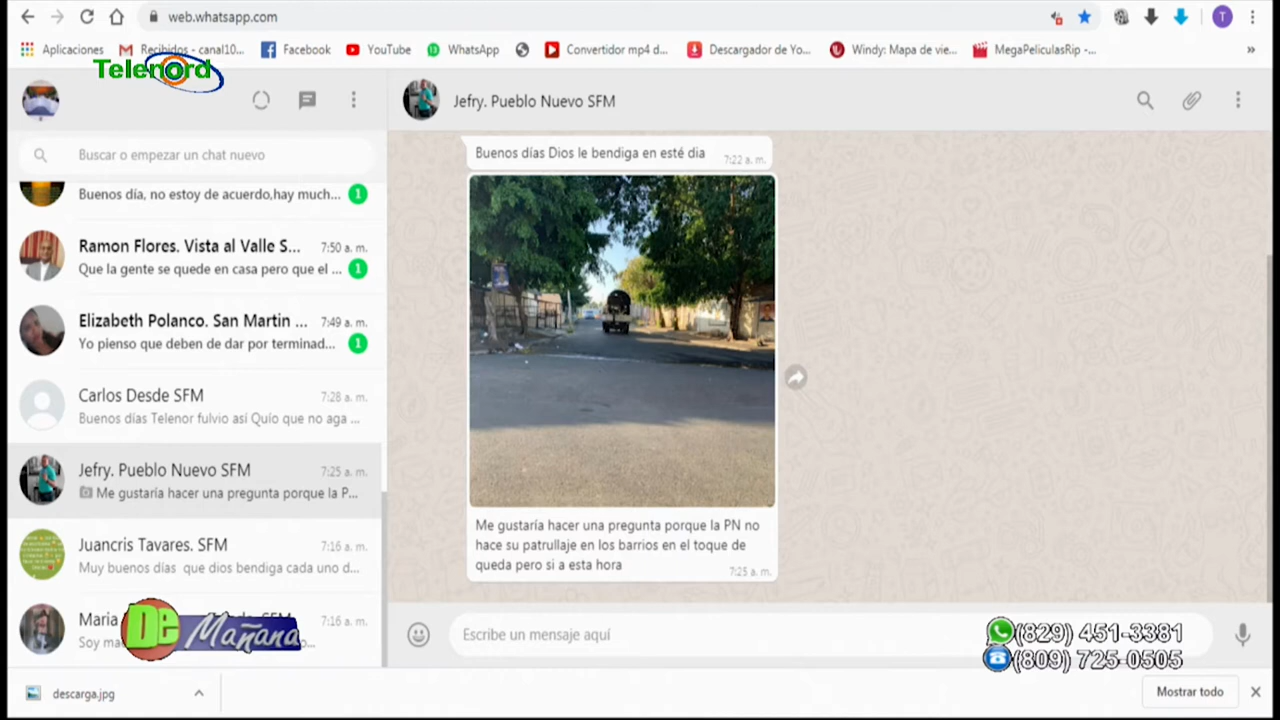 web.whatsapp.com
T
Aplicaciones
Recibidos - canal10...
Facebook
YouTube
WhatsApp
Convertidor mp4 d...
Descargador de Yo...
Windy: Mapa de vie...
MegaPeliculasRip -...
»
Telenord
Jefry. Pueblo Nuevo SFM
Buscar o empezar un chat nuevo
Buenos día, no estoy de acuerdo,hay much...
1
Ramon Flores. Vista al Valle S...
7:50 a. m.
Que la gente se quede en casa pero que el ...
1
Elizabeth Polanco. San Martin ...
7:49 a. m.
Yo pienso que deben de dar por terminad...
1
Carlos Desde SFM
7:28 a. m.
Buenos días Telenor fulvio así Quío que no aga ...
Jefry. Pueblo Nuevo SFM
7:25 a. m.
Me gustaría hacer una pregunta porque la P...
Juancris Tavares. SFM
7:16 a. m.
Muy buenos días que dios bendiga cada uno d...
Maria
7:16 a. m.
De Mañana
Buenos días Dios le bendiga en esté dia
7:22 a. m.
Me gustaría hacer una pregunta porque la PN no
hace su patrullaje en los barrios en el toque de
queda pero si a esta hora
7:25 a. m.
Escribe un mensaje aquí
(829) 451-3381
(809) 725-0505
descarga.jpg
Mostrar todo